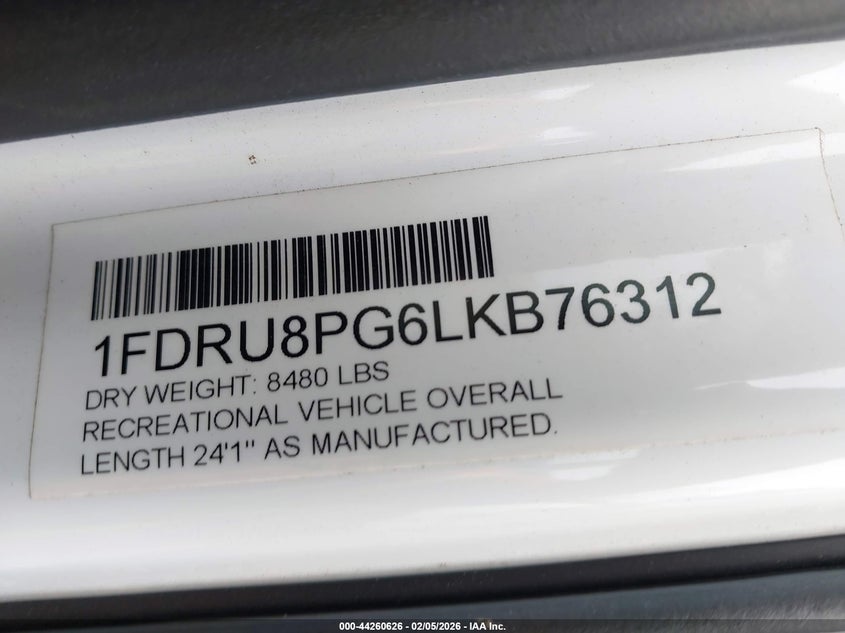 1FDRU8PG6LKB76312
DRY WEIGHT: 8480 LBS
RECREATIONAL VEHICLE OVERALL
LENGTH 24'1" AS MANUFACTURED.
000-44260626 - 02/05/2026 - IAA Inc.